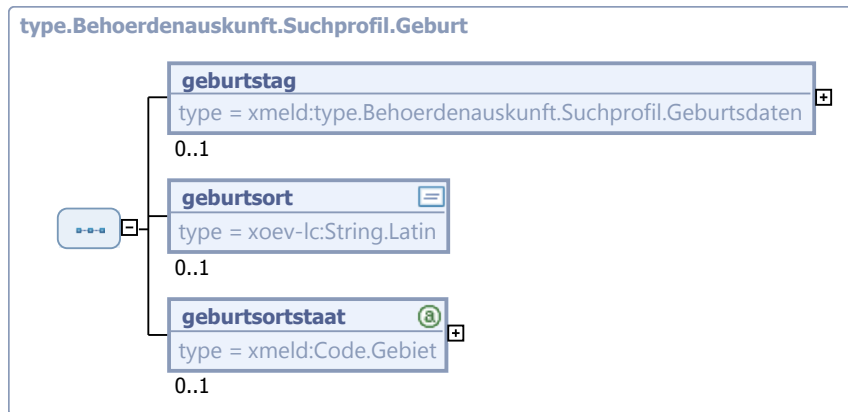 type.Behoerdenauskunft.Suchprofil.Geburt
geburtstag
type = xmeld:type.Behoerdenauskunft.Suchprofil.Geburtsdaten
0..1
geburtsort
type = xoev-lc:String.Latin
0..1
geburtsortstaat
type = xmeld:Code.Gebiet
0..1